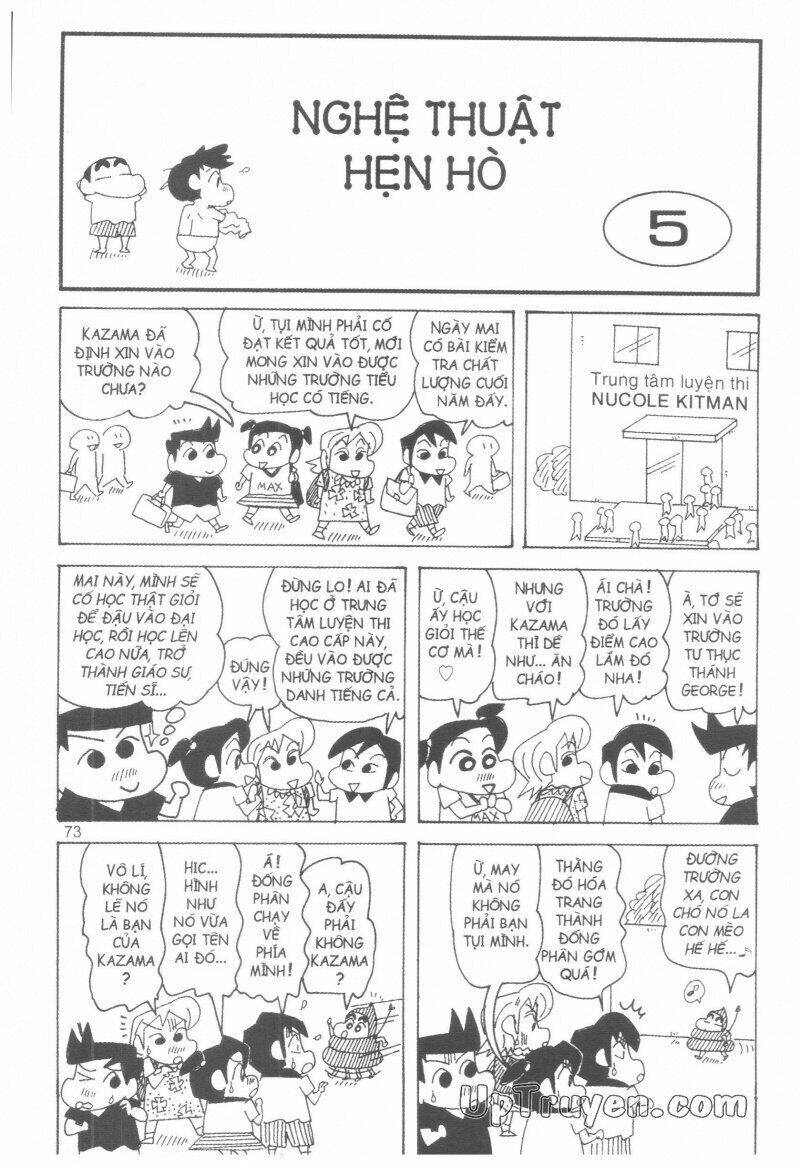 NGHỆ THUẬT
HẸN HÒ
5
Trung tâm luyện thi
NUCOLE KITMAN
NGÀY MAI
CÓ BÀI KIỂM
TRA CHẤT
LƯỢNG CUỐI
NĂM ĐẤY.
Ừ, TỤI MÌNH PHẢI CỐ
ĐẠT KẾT QUẢ TỐT, MỚI
MONG XIN VÀO ĐƯỢC
NHỮNG TRƯỜNG TIỂU
HỌC CÓ TIẾNG.
KAZAMA ĐÃ
ĐỊNH XIN VÀO
TRƯỜNG NÀO
CHƯA?
MAX
À, TỚ SẼ
XIN VÀO
TRƯỜNG
TƯ THỤC
THÁNH
GEORGE!
ÁI CHÀ!
TRƯỜNG
ĐÓ LẤY
ĐIỂM CAO
LẮM ĐÓ
NHA!
NHƯNG
VỚI
KAZAMA
THÌ DỄ
NHƯ... ĂN
CHÁO!
Ừ, CẬU
ẤY HỌC
GIỎI THẾ
CƠ MÀ!
♡
MAX
ĐỪNG LO! AI ĐÃ
HỌC Ở TRUNG
TÂM LUYỆN THI
CAO CẤP NÀY,
ĐỀU VÀO ĐƯỢC
NHỮNG TRƯỜNG
DANH TIẾNG CẢ.
ĐÚNG
VẬY!
MAI NÀY, MÌNH SẼ
CỐ HỌC THẬT GIỎI
ĐỂ ĐẬU VÀO ĐẠI
HỌC, RỒI HỌC LÊN
CAO NỮA, TRỞ
THÀNH GIÁO SƯ,
TIẾN SĨ...
73
ĐƯỜNG
TRƯỜNG
XA, CON
CHÓ NÓ LA
CON MÈO
HẾ HẾ...♪
THẰNG
ĐÓ HÓA
TRANG
THÀNH
ĐỐNG
PHÂN GỚM
QUÁ!
Ừ, MAY
MÀ NÓ
KHÔNG
PHẢI BẠN
TỤI MÌNH.
A, CẬU
ĐẤY PHẢI
KHÔNG
KAZAMA?
Á!
ĐỐNG
PHÂN
CHẠY
VỀ
PHÍA
MÌNH!
HIC...
HÌNH
NHƯ
NÓ VỪA
GỌI TÊN
AI ĐÓ...
VÔ LÍ,
KHÔNG
LẼ NÓ
LÀ BẠN
CỦA
KAZAMA
?
UpTruyen.com